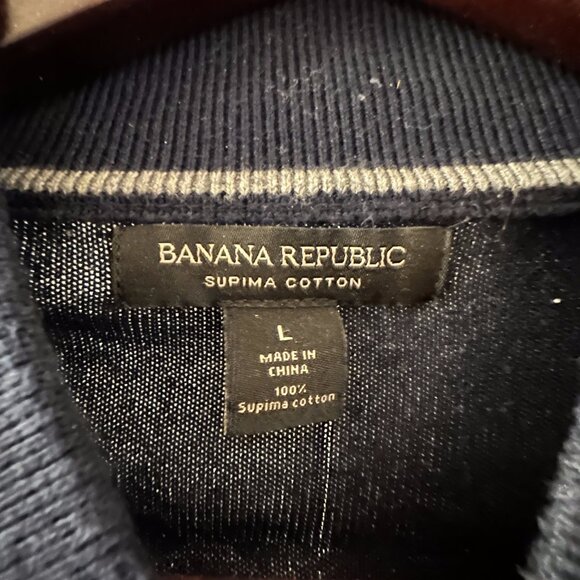 BANANA REPUBLIC
SUPIMA COTTON
L
MADE IN
CHINA
100%
Supima cotton